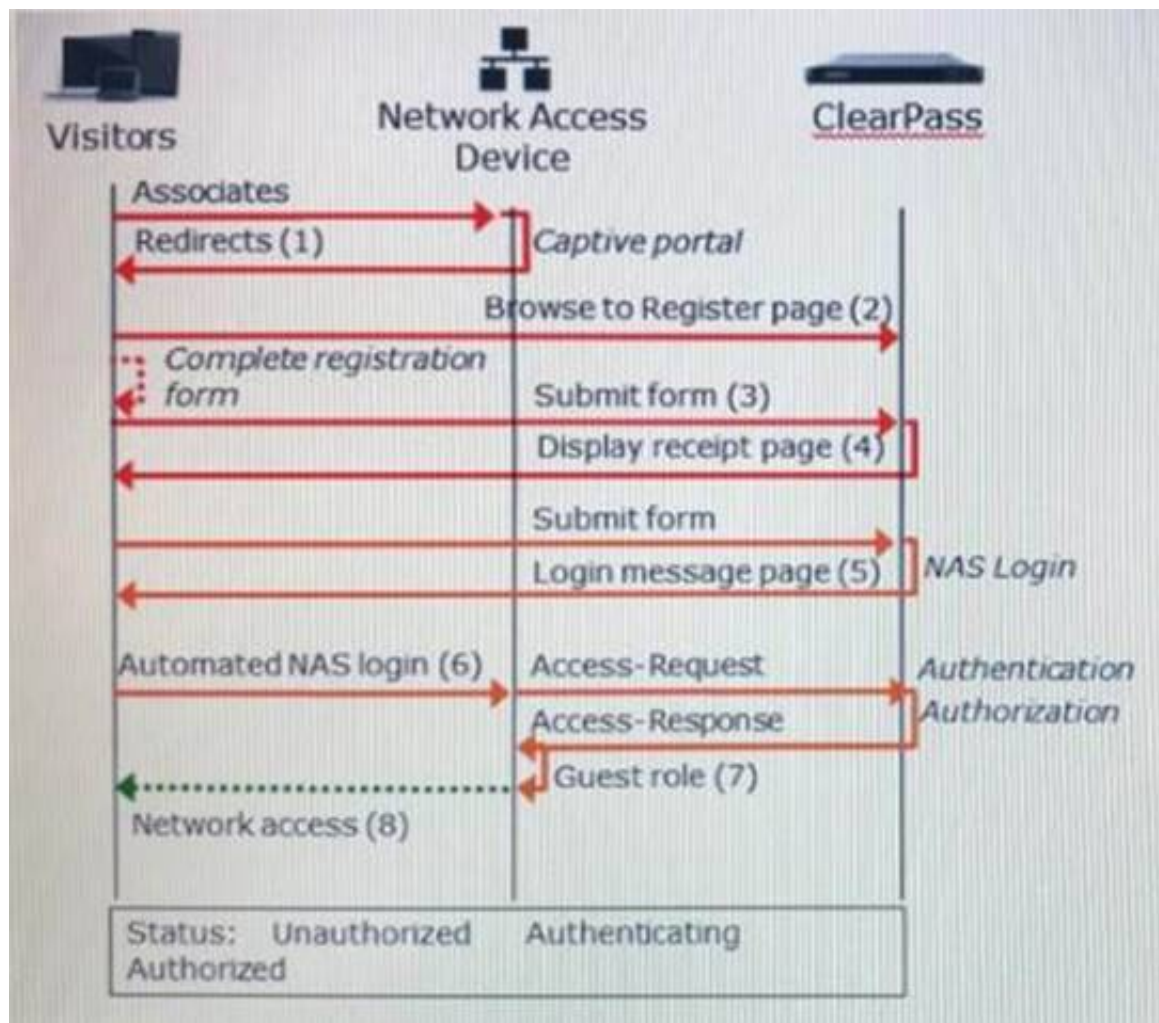 Visitors
Network Access
Device
ClearPass
Associates
Redirects (1)
Captive portal
Browse to Register page (2)
Complete registration
form
Submit form (3)
Display receipt page (4)
Submit form
Login message page (5)
NAS Login
Automated NAS login (6)
Access-Request
Authentication
Access-Response
Authorization
Guest role (7)
Network access (8)
Status: Unauthorized Authenticating
Authorized